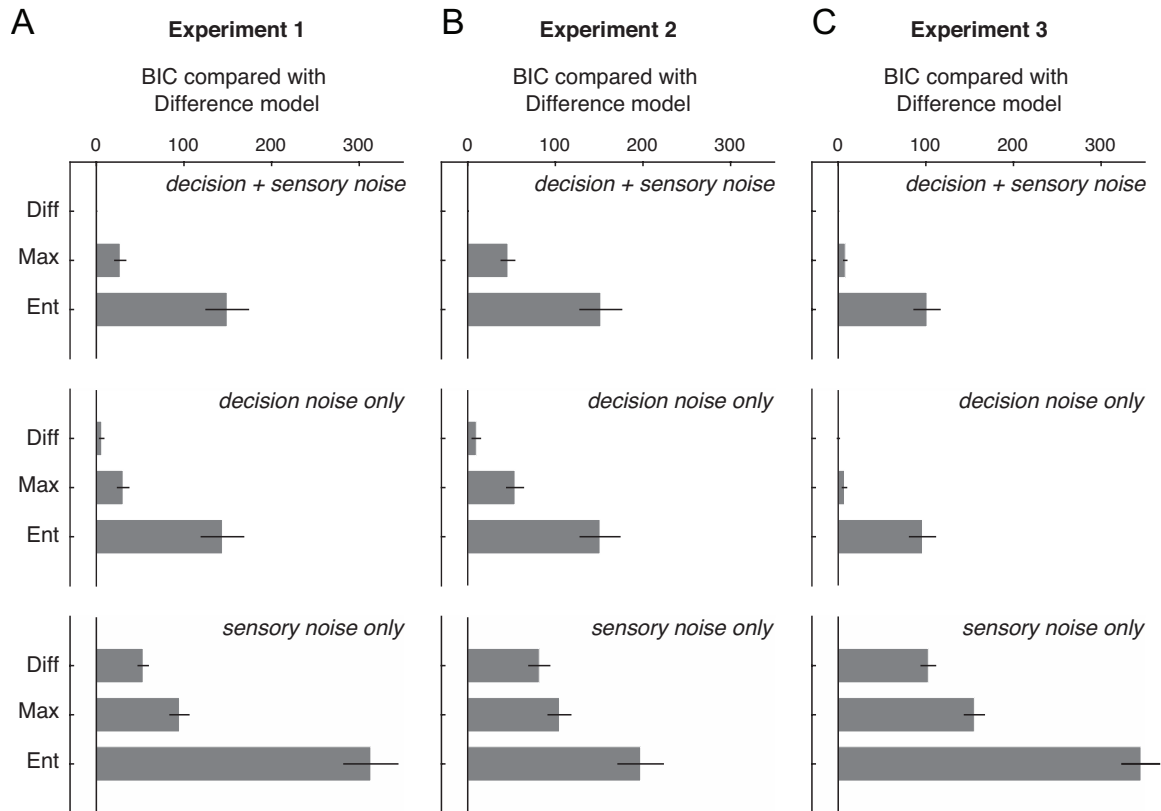 A
Experiment 1
BIC compared with
Difference model
0 100 200 300
decision + sensory noise
Diff
Max
Ent
decision noise only
Diff
Max
Ent
sensory noise only
Diff
Max
Ent
B
Experiment 2
BIC compared with
Difference model
0 100 200 300
decision + sensory noise
decision noise only
sensory noise only
C
Experiment 3
BIC compared with
Difference model
0 100 200 300
decision + sensory noise
decision noise only
sensory noise only